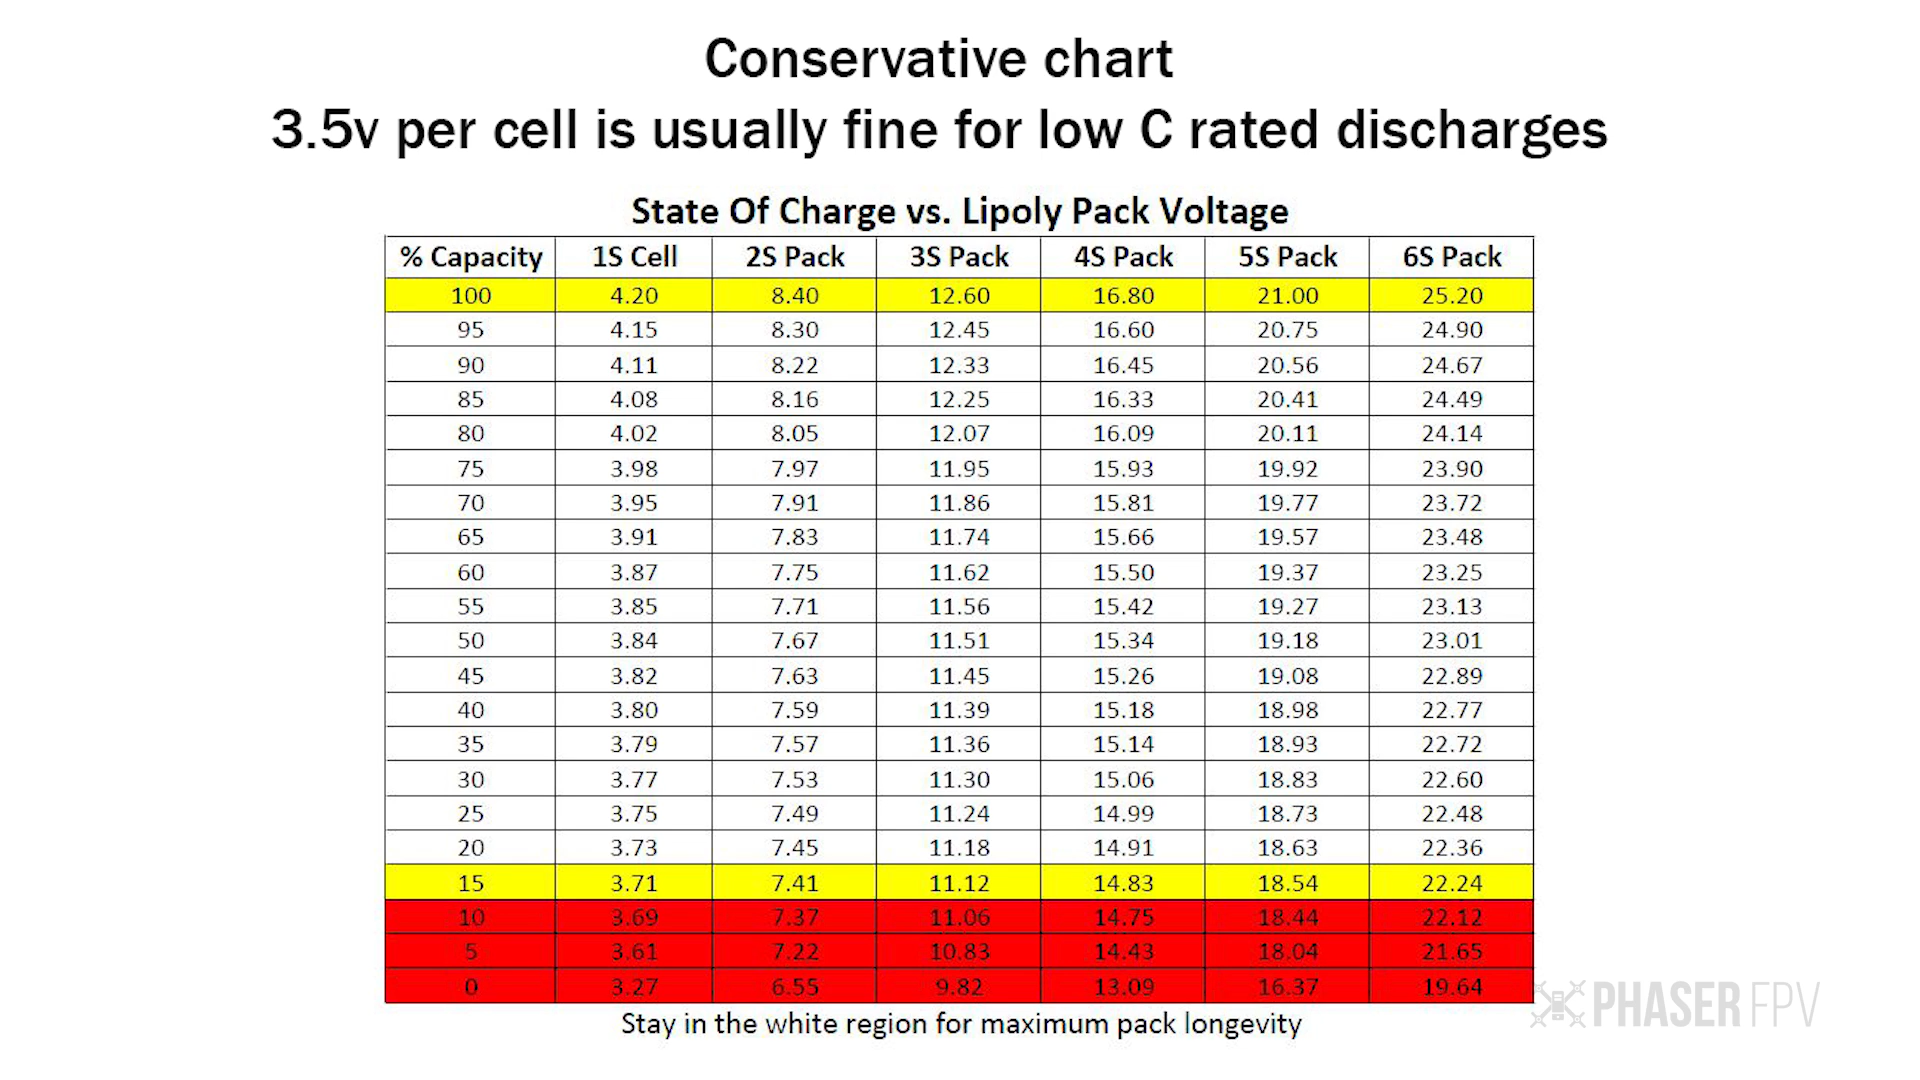 Conservative chart
3.5v per cell is usually fine for low C rated discharges
State Of Charge vs. Lipoly Pack Voltage
% Capacity 1S Cell 2S Pack 3S Pack 4S Pack 5S Pack 6S Pack
100 4.20 8.40 12.60 16.80 21.00 25.20
95 4.15 8.30 12.45 16.60 20.75 24.90
90 4.11 8.22 12.33 16.45 20.56 24.67
85 4.08 8.16 12.25 16.33 20.41 24.49
80 4.02 8.05 12.07 16.09 20.11 24.14
75 3.98 7.97 11.95 15.93 19.92 23.90
70 3.95 7.91 11.86 15.81 19.77 23.72
65 3.91 7.83 11.74 15.66 19.57 23.48
60 3.87 7.75 11.62 15.50 19.37 23.25
55 3.85 7.71 11.56 15.42 19.27 23.13
50 3.84 7.67 11.51 15.34 19.18 23.01
45 3.82 7.63 11.45 15.26 19.08 22.89
40 3.80 7.59 11.39 15.18 18.98 22.77
35 3.79 7.57 11.36 15.14 18.93 22.72
30 3.77 7.53 11.30 15.06 18.83 22.60
25 3.75 7.49 11.24 14.99 18.73 22.48
20 3.73 7.45 11.18 14.91 18.63 22.36
15 3.71 7.41 11.12 14.83 18.54 22.24
10 3.69 7.37 11.06 14.75 18.44 22.12
5 3.61 7.22 10.83 14.43 18.04 21.65
0 3.27 6.55 9.82 13.09 16.37 19.64
Stay in the white region for maximum pack longevity
PHASER FPV